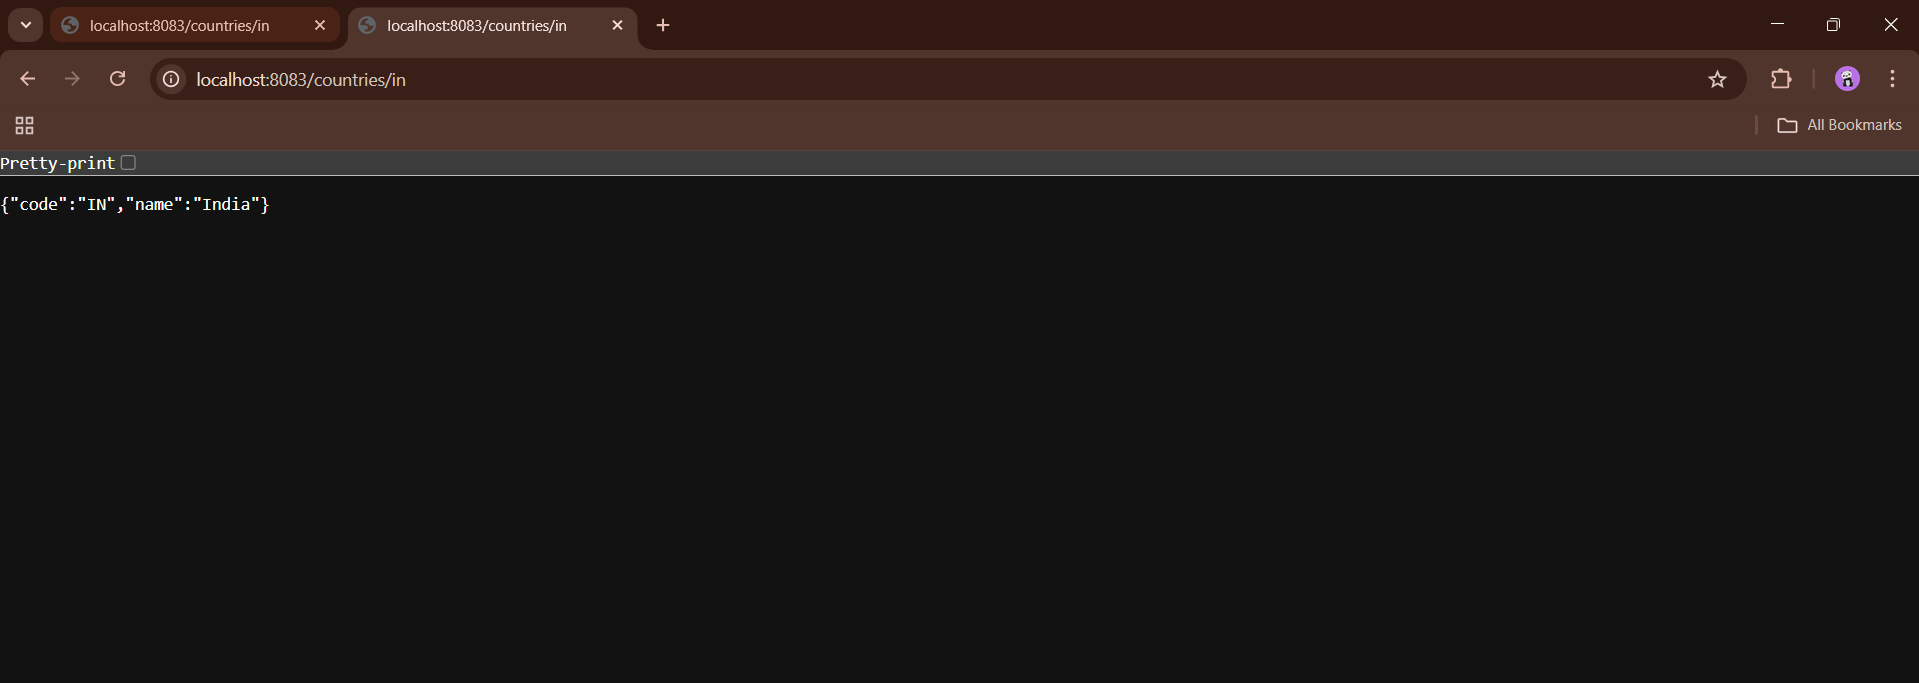 localhost:8083/countries/in
localhost:8083/countries/in
localhost:8083/countries/in
All Bookmarks
Pretty-print
{"code":"IN","name":"India"}